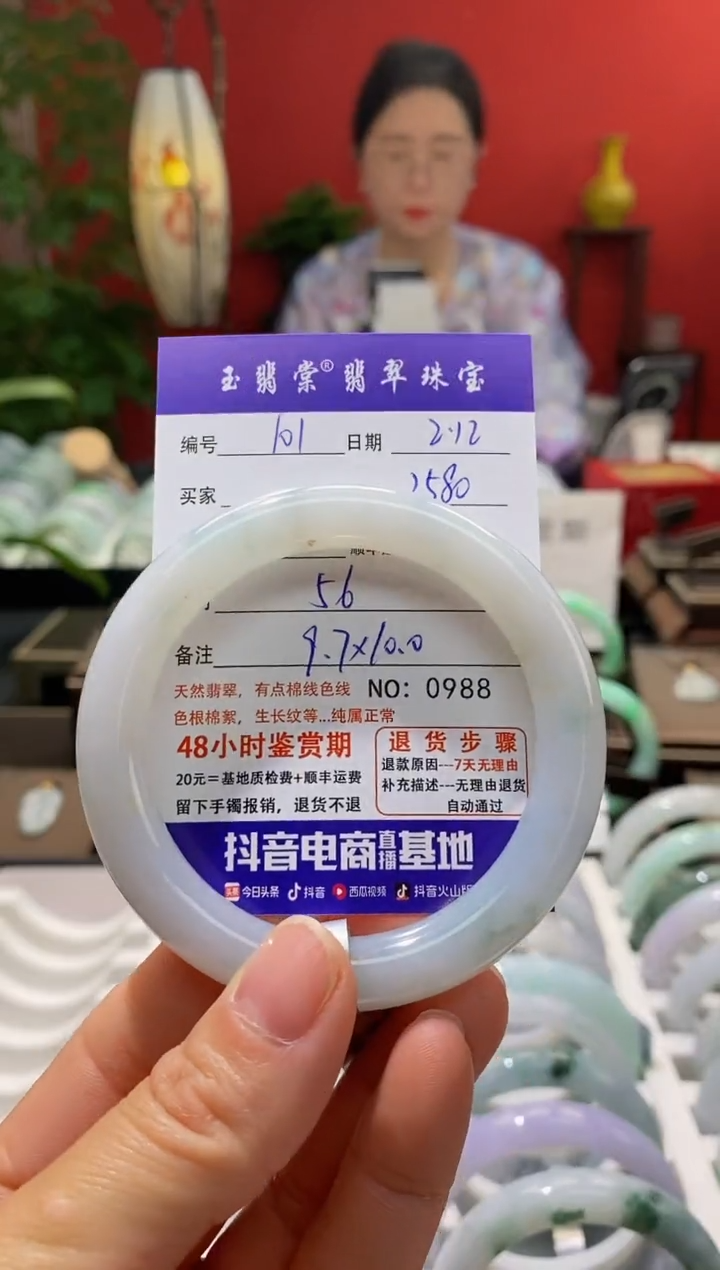 玉翡棠®翡翠珠宝
编号 101 日期 2.12
买家 1580
56
备注 9.7×10.0
天然翡翠，有点棉线色线 NO：0988
色根棉絮，生长纹等...纯属正常
48小时鉴赏期
20元＝基地质检费+顺丰运费
留下手镯报销，退货不退
退货步骤
退款原因---7天无理由
补充描述---无理由退货
自动通过
抖音电商直播基地
头条 今日头条 抖音 西瓜视频 抖音火山版